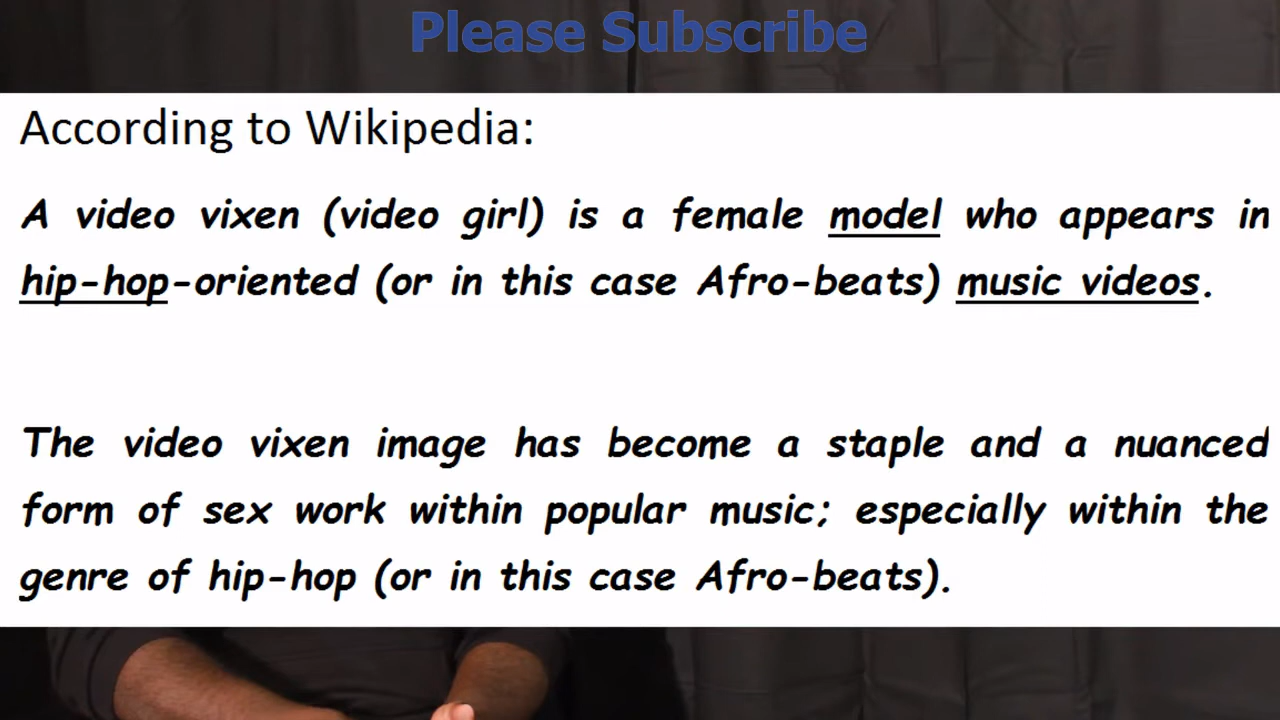 Please Subscribe
According to Wikipedia:
A video vixen (video girl) is a female model who appears in
hip-hop-oriented (or in this case Afro-beats) music videos.
The video vixen image has become a staple and a nuanced
form of sex work within popular music; especially within the
genre of hip-hop (or in this case Afro-beats).